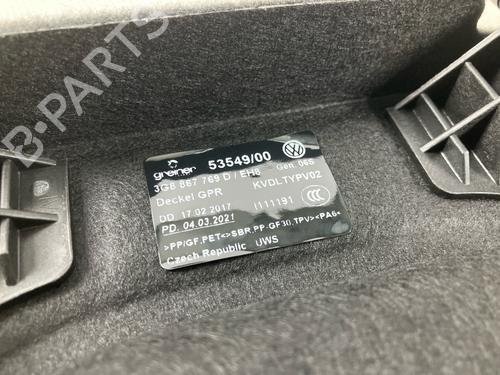 B-PARTS
greiner 53549/00
3G8 867 769 D / EH8 Gen. 06S
Deckel GPR KVDLTYPV02
DD. 17.02.2017 I111191
PD. 04.03.2021
>PP/GF.PET<>SBR.PP-GF30.TPV><PA6<
Czech Republic UWS